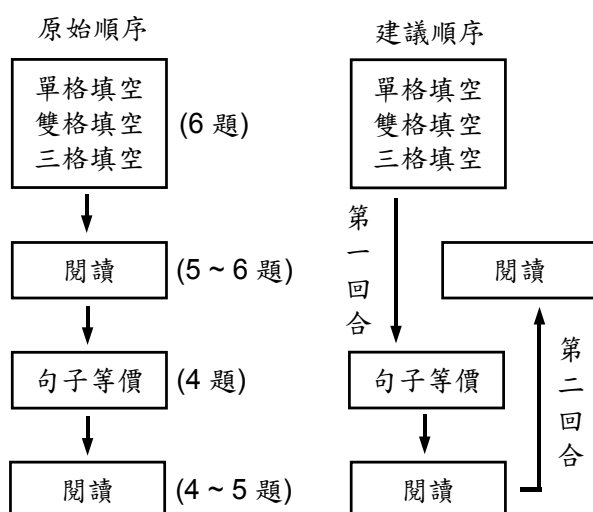 原始順序
單格填空
雙格填空
三格填空
(6 題)
閱讀
(5 ~ 6 題)
句子等價
(4 題)
閱讀
(4 ~ 5 題)
建議順序
單格填空
雙格填空
三格填空
第一回合
閱讀
句子等價
第二回合
閱讀